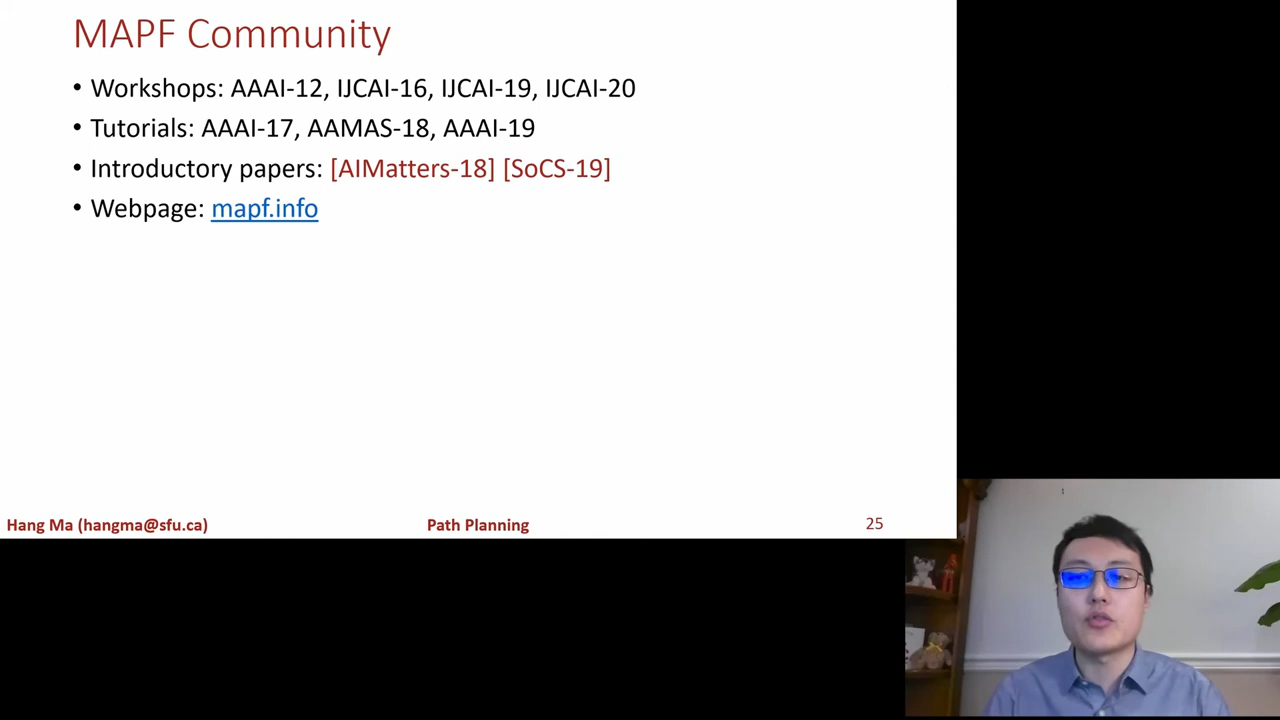 MAPF Community
• Workshops: AAAI-12, IJCAI-16, IJCAI-19, IJCAI-20
• Tutorials: AAAI-17, AAMAS-18, AAAI-19
• Introductory papers: [AIMatters-18] [SoCS-19]
• Webpage: mapf.info
Hang Ma (hangma@sfu.ca) Path Planning 25